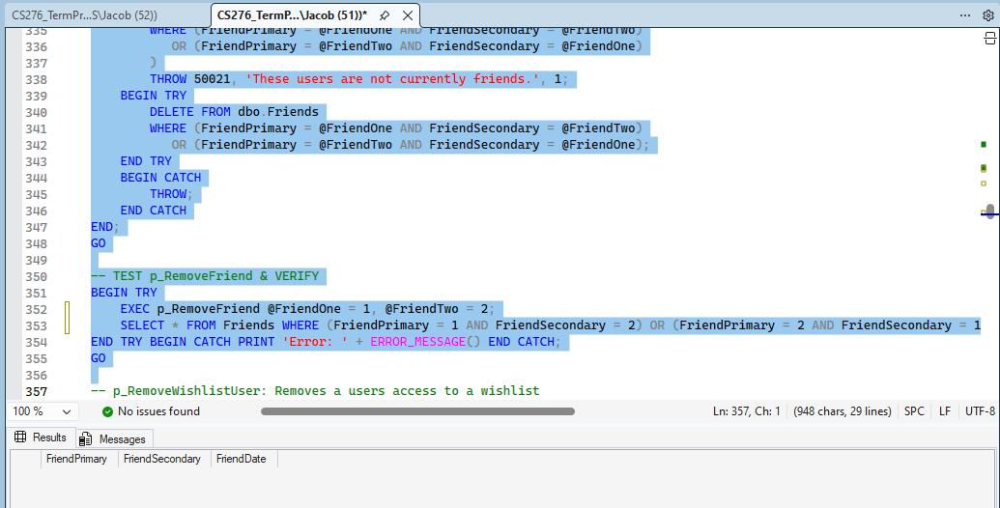 CS276_TermPr...S\Jacob (52))
CS276_TermP...\Jacob (51))*
335 WHERE (FriendPrimary = @FriendOne AND FriendSecondary = @FriendTwo)
336 OR (FriendPrimary = @FriendTwo AND FriendSecondary = @FriendOne)
337 )
338 THROW 50021, 'These users are not currently friends.', 1;
339 BEGIN TRY
340 DELETE FROM dbo.Friends
341 WHERE (FriendPrimary = @FriendOne AND FriendSecondary = @FriendTwo)
342 OR (FriendPrimary = @FriendTwo AND FriendSecondary = @FriendOne);
343 END TRY
344 BEGIN CATCH
345 THROW;
346 END CATCH
347 END;
348 GO
349
350 -- TEST p_RemoveFriend & VERIFY
351 BEGIN TRY
352 EXEC p_RemoveFriend @FriendOne = 1, @FriendTwo = 2;
353 SELECT * FROM Friends WHERE (FriendPrimary = 1 AND FriendSecondary = 2) OR (FriendPrimary = 2 AND FriendSecondary = 1
354 END TRY BEGIN CATCH PRINT 'Error: ' + ERROR_MESSAGE() END CATCH;
355 GO
356
357 -- p_RemoveWishlistUser: Removes a users access to a wishlist
100 % No issues found Ln: 357, Ch: 1 (948 chars, 29 lines) SPC LF UTF-8
Results Messages
FriendPrimary FriendSecondary FriendDate